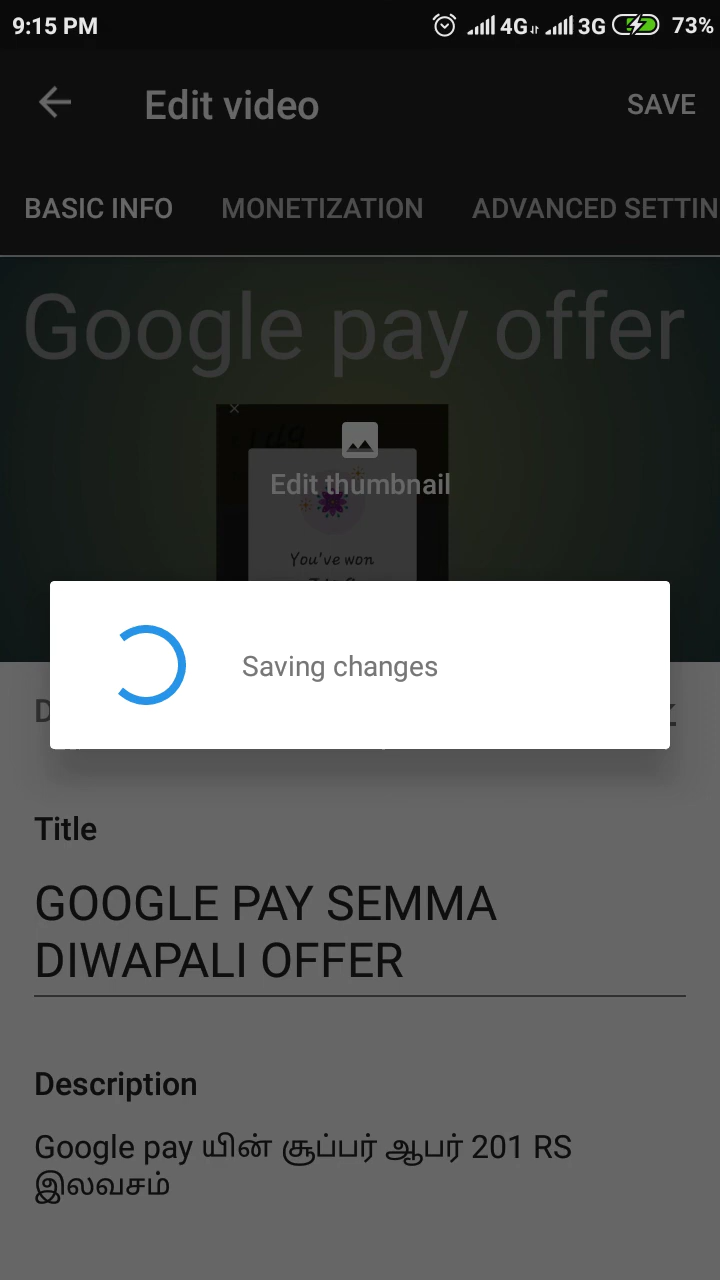 9:15 PM 4G 3G 73%
Edit video SAVE
BASIC INFO MONETIZATION ADVANCED SETTIN
Google pay offer
Edit thumbnail
You've won
Saving changes
Title
GOOGLE PAY SEMMA
DIWAPALI OFFER
Description
Google pay யின் சூப்பர் ஆபர் 201 RS
இலவசம்